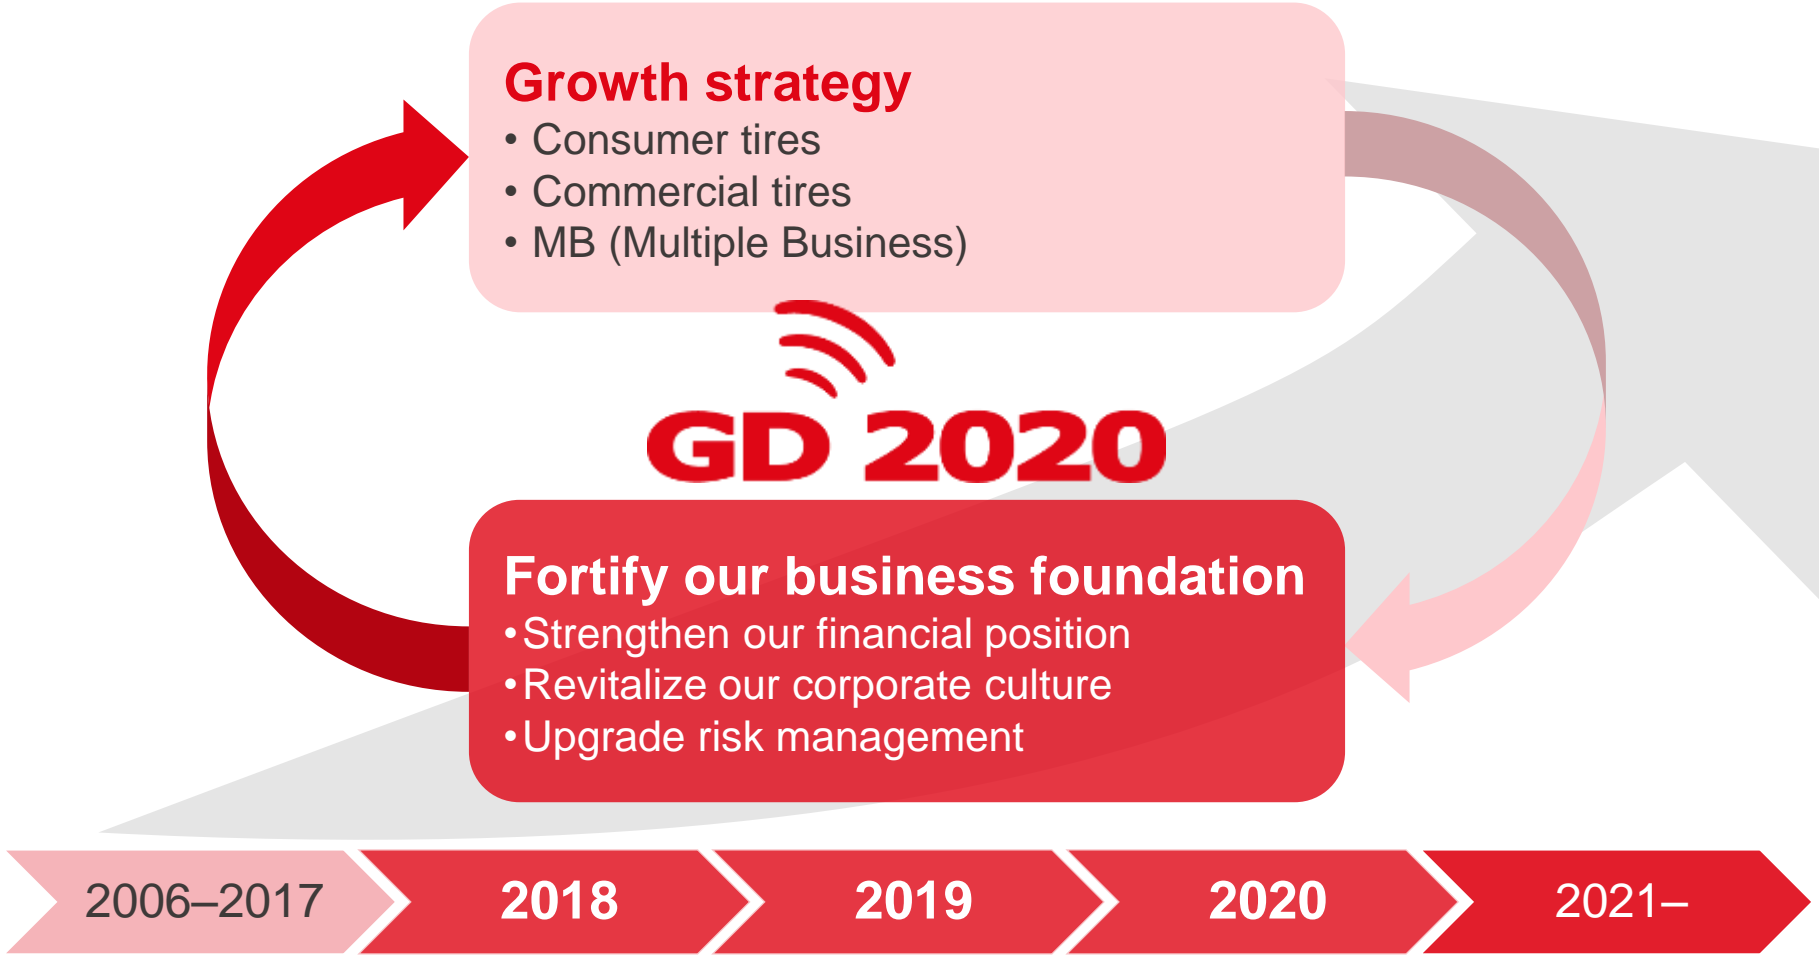 Growth strategy
• Consumer tires
• Commercial tires
• MB (Multiple Business)
GD 2020
Fortify our business foundation
•Strengthen our financial position
•Revitalize our corporate culture
•Upgrade risk management
2006–2017 2018 2019 2020 2021–